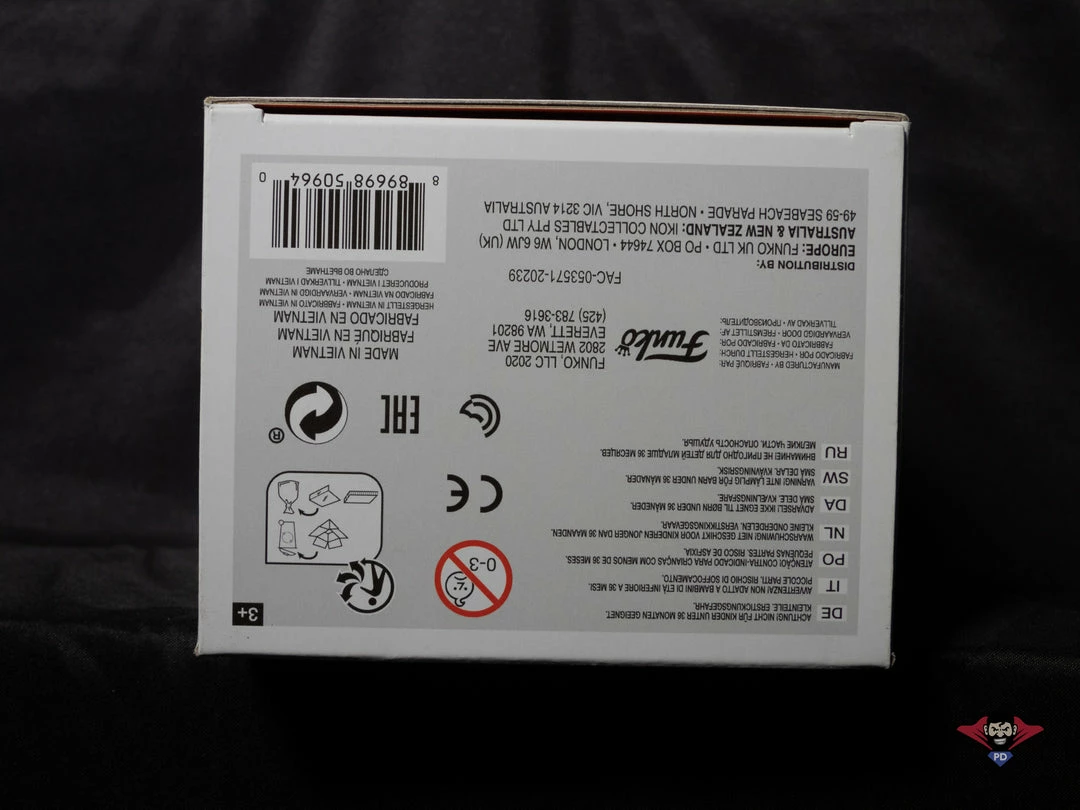 DE
ACHTUNG! NICHT FÜR KINDER UNTER 36 MONATEN GEEIGNET.
KLEINTEILE. ERSTICKUNGSGEFAHR.
IT
AVVERTENZA! NON ADATTO A BAMBINI DI ETÀ INFERIORE A 36 MESI.
PICCOLE PARTI. RISCHIO DI SOFFOCAMENTO.
PO
ATENÇÃO! CONTRA-INDICADO PARA CRIANÇAS COM MENOS DE 36 MESES.
PEQUENAS PARTES. RISCO DE ASFIXIA.
NL
WAARSCHUWING! NIET GESCHIKT VOOR KINDEREN JONGER DAN 36 MAANDEN.
KLEINE ONDERDELEN. VERSTIKKINGSGEVAAR.
DA
ADVARSEL! IKKE EGNET TIL BØRN UNDER 36 MÅNEDER.
SMÅ DELE. KVÆLNINGSFARE.
SW
VARNING! OLÄMPLIG FÖR BARN UNDER 36 MÅNADER.
SMÅ DELAR. KVÄVNINGSRISK.
RU
ВНИМАНИЕ! НЕ ПРИГОДНО ДЛЯ ДЕТЕЙ МЛАДШЕ 36 МЕСЯЦЕВ.
МЕЛКИЕ ЧАСТИ. ОПАСНОСТЬ УДУШЬЯ.
0-3
3+
CE
EAC
®
MANUFACTURED BY • FABRIQUÉ PAR:
POR FABRICADO • HERGESTELLT DURCH:
FABBRICATO DA • FABRICADO POR:
VERVAARDIGD DOOR • FREMSTILLET AF:
TILLVERKAD AV • ПРОИЗВОДИТЕЛЬ:
Funko
FUNKO, LLC 2020
2802 WETMORE AVE
EVERETT, WA 98201
(425) 783-3616
MADE IN VIETNAM
FABRIQUÉ EN VIETNAM
FABRICADO EN VIETNAM
HERGESTELLT IN VIETNAM • FABBRICATO IN VIETNAM
FABRICADO NA VIETNAM • VERVAARDIGD IN VIETNAM
PRODUCERET I VIETNAM • TILLVERKAD I VIETNAM
СДЕЛАНО ВО ВЬЕТНАМЕ
FAC-053571-20239
DISTRIBUTION BY:
EUROPE: FUNKO UK LTD • PO BOX 74644 • LONDON, W6 6JW (UK)
AUSTRALIA & NEW ZEALAND: IKON COLLECTABLES PTY LTD
49-59 SEABEACH PARADE • NORTH SHORE, VIC 3214 AUSTRALIA
8 89698 50964 0
PD